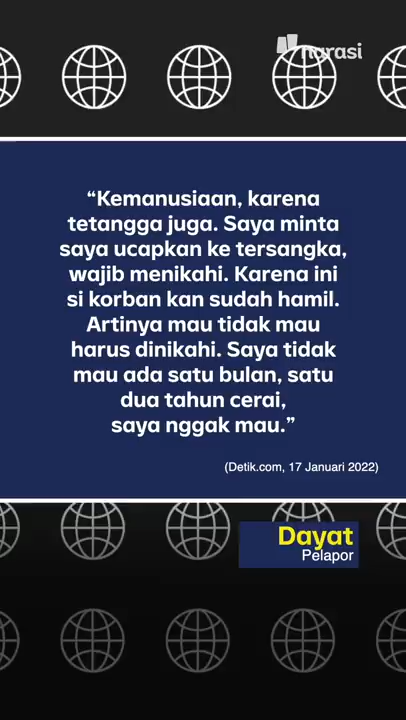 narasi
“Kemanusiaan, karena
tetangga juga. Saya minta
saya ucapkan ke tersangka,
wajib menikahi. Karena ini
si korban kan sudah hamil.
Artinya mau tidak mau
harus dinikahi. Saya tidak
mau ada satu bulan, satu
dua tahun cerai,
saya nggak mau.”
(Detik.com, 17 Januari 2022)
Dayat
Pelapor